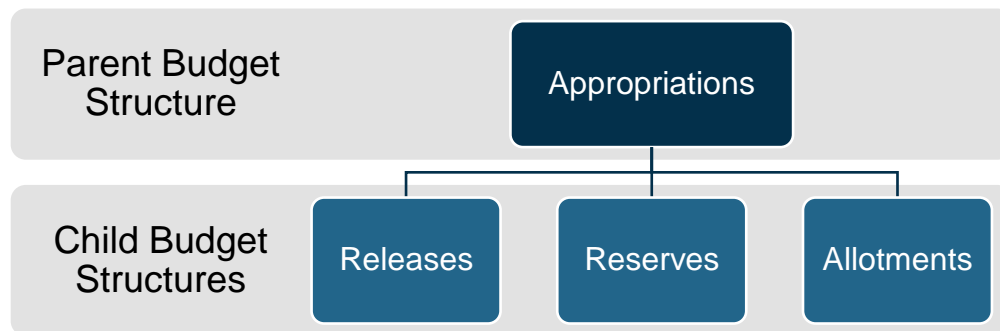 Parent Budget
Structure
Appropriations
Child Budget
Structures
Releases
Reserves
Allotments